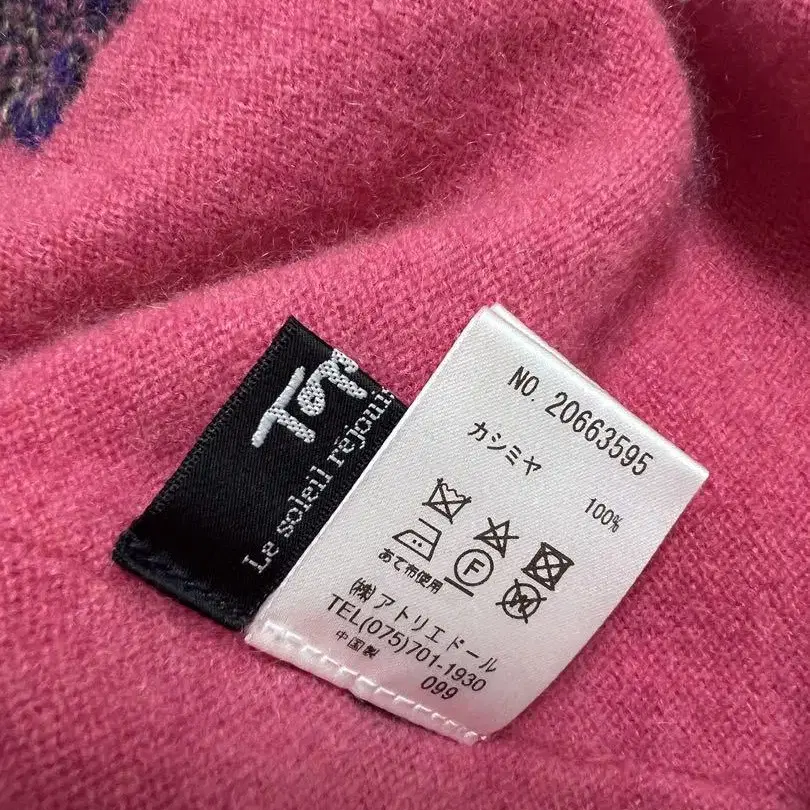 Le soleil réjoui
NO. 20663595
カシミヤ
100%
あて布使用
F
W
(株)アトリエドール
TEL(075)701-1930
中国製
099